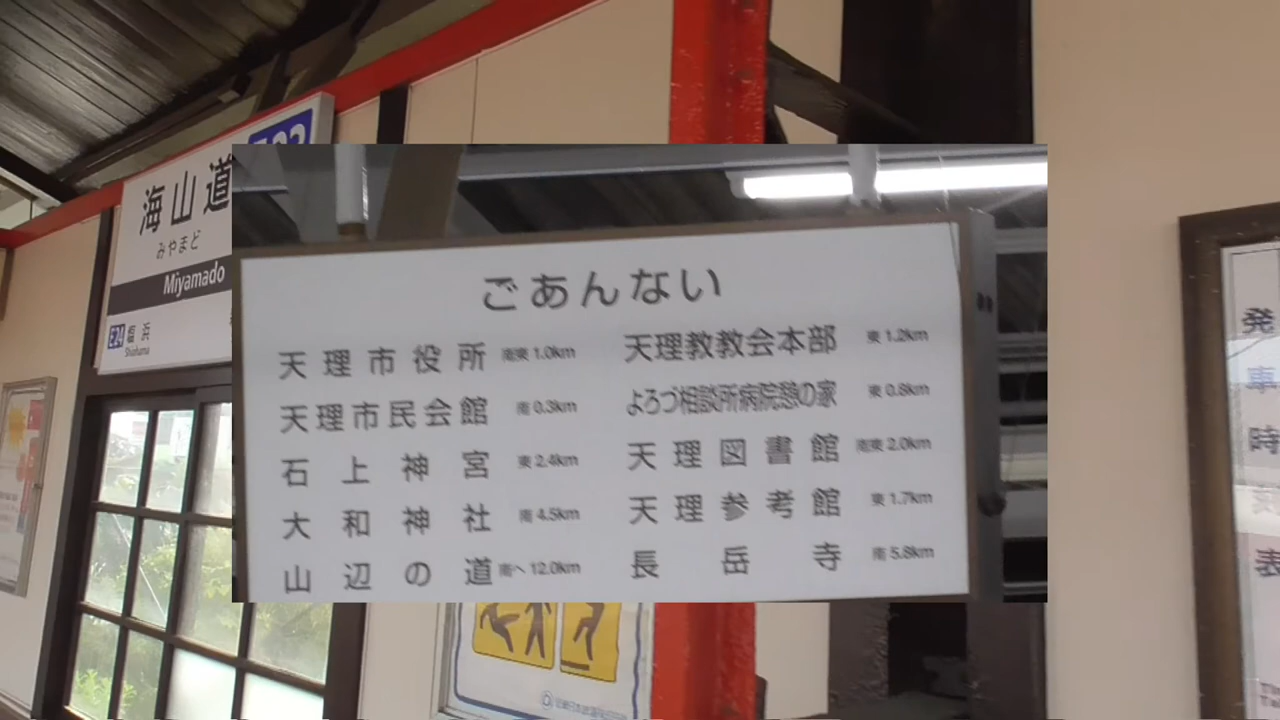 海山道
みやまど
Miyamado
E24 塩浜
Shiohama
ごあんない
天理市役所 南東 1.0km
天理市民会館 南 0.3km
石上神宮 東 2.4km
大和神社 南 4.5km
山辺の道 南へ 12.0km
天理教教会本部 東 1.2km
よろづ相談所病院憩の家 東 0.8km
天理図書館 南東 2.0km
天理参考館 東 1.7km
長岳寺 南 5.8km
発車時刻表